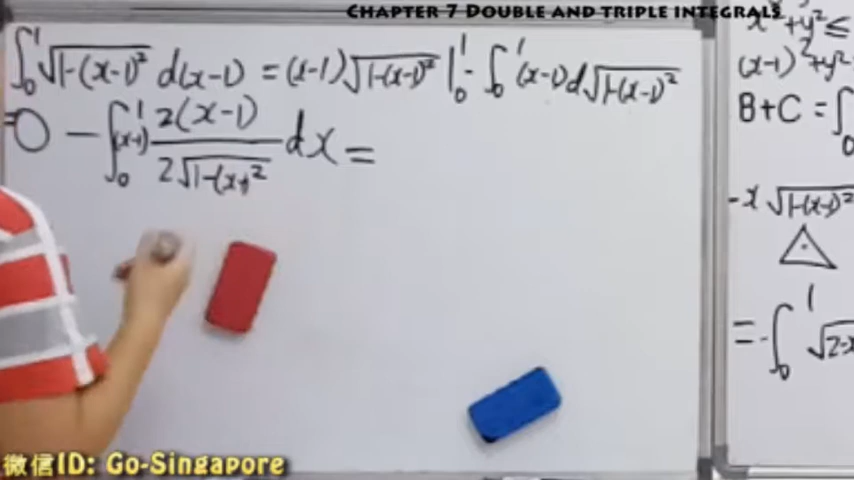 CHAPTER 7 DOUBLE AND TRIPLE INTEGRALS
∫₀¹ √(1-(x-1)²) d(x-1) = (x-1)√(1-(x-1)²) |₀¹ - ∫₀¹ (x-1)d√(1-(x-1)²)
=0 - ∫₀¹ (x-1) 2(x-1)/(2√(1-(x-1)²)) dx =
x²+y²≤
(x-1)²+y²
B+C = ∫₀
-x √(1-(x-1)²
= -∫₀¹ √2-x
微信ID: Go-Singapore